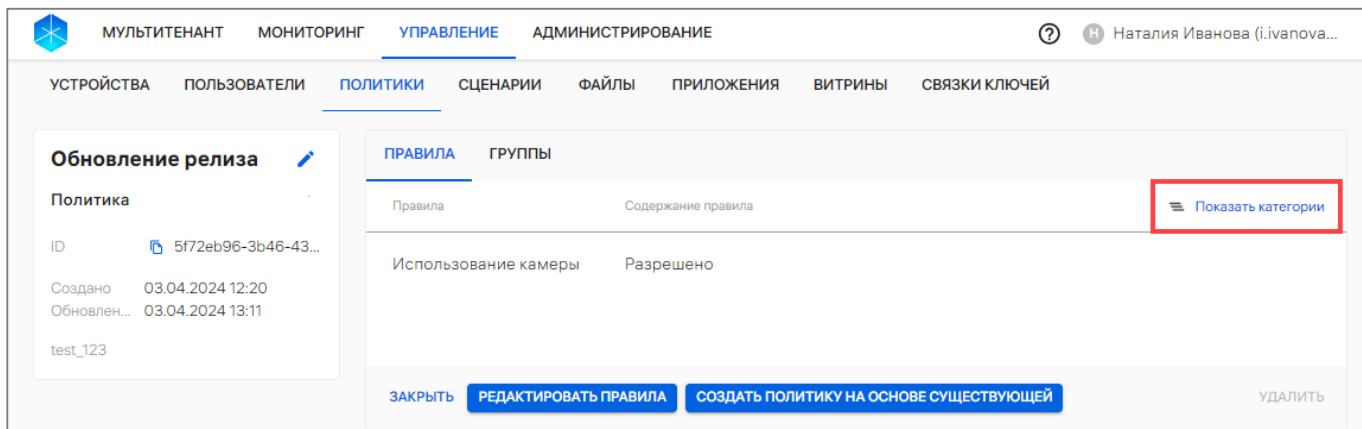 МУЛЬТИТЕНАНТ МОНИТОРИНГ УПРАВЛЕНИЕ АДМИНИСТРИРОВАНИЕ ? Н Наталия Иванова (i.ivanova...
УСТРОЙСТВА ПОЛЬЗОВАТЕЛИ ПОЛИТИКИ СЦЕНАРИИ ФАЙЛЫ ПРИЛОЖЕНИЯ ВИТРИНЫ СВЯЗКИ КЛЮЧЕЙ
Обновление релиза
Политика
ID 5f72eb96-3b46-43...
Создано 03.04.2024 12:20
Обновлен... 03.04.2024 13:11
test_123
ПРАВИЛА ГРУППЫ
Правила Содержание правила Показать категории
Использование камеры Разрешено
ЗАКРЫТЬ РЕДАКТИРОВАТЬ ПРАВИЛА СОЗДАТЬ ПОЛИТИКУ НА ОСНОВЕ СУЩЕСТВУЮЩЕЙ УДАЛИТЬ